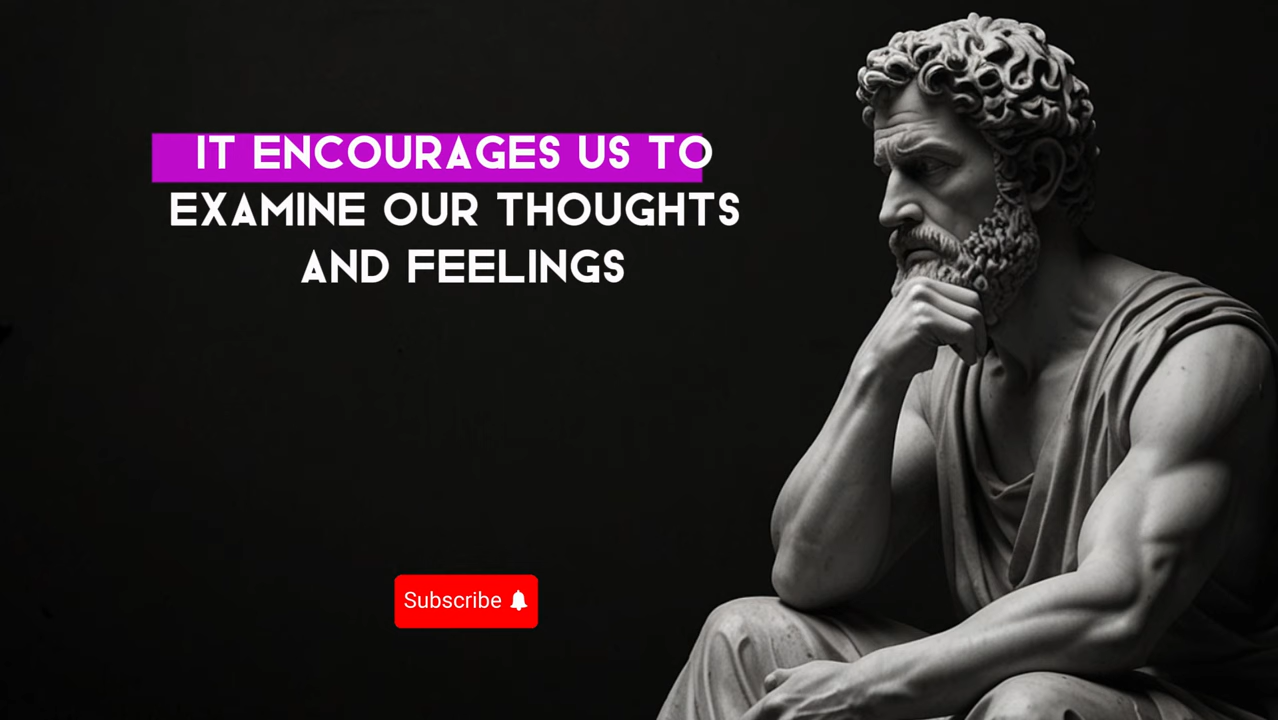 IT ENCOURAGES US TO
EXAMINE OUR THOUGHTS
AND FEELINGS
Subscribe